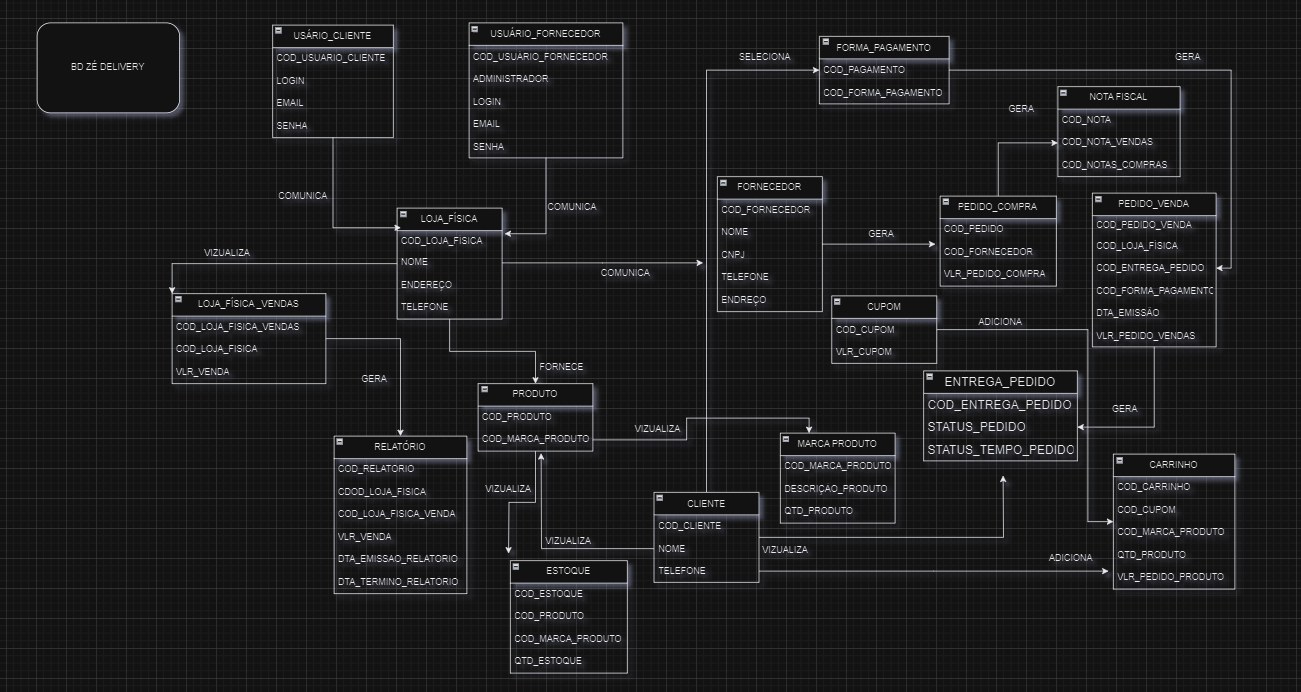 BD ZÉ DELIVERY
USÁRIO_CLIENTE
COD_USUARIO_CLIENTE
LOGIN
EMAIL
SENHA
USUÁRIO_FORNECEDOR
COD_USUARIO_FORNECEDOR
ADMINISTRADOR
LOGIN
EMAIL
SENHA
SELECIONA
FORMA_PAGAMENTO
COD_PAGAMENTO
COD_FORMA_PAGAMENTO
GERA
NOTA FISCAL
COD_NOTA
COD_NOTA_VENDAS
COD_NOTAS_COMPRAS
GERA
COMUNICA
COMUNICA
LOJA_FÍSICA
COD_LOJA_FISICA
NOME
ENDEREÇO
TELEFONE
FORNECEDOR
COD_FORNECEDOR
NOME
CNPJ
TELEFONE
ENDREÇO
GERA
PEDIDO_COMPRA
COD_PEDIDO
COD_FORNECEDOR
VLR_PEDIDO_COMPRA
PEDIDO_VENDA
COD_PEDIDO_VENDA
COD_LOJA_FÍSICA
COD_ENTREGA_PEDIDO
COD_FORMA_PAGAMENTO
DTA_EMISSÃO
VLR_PEDIDO_VENDAS
VIZUALIZA
COMUNICA
LOJA_FÍSICA_VENDAS
COD_LOJA_FISICA_VENDAS
COD_LOJA_FISICA
VLR_VENDA
CUPOM
COD_CUPOM
VLR_CUPOM
ADICIONA
GERA
FORNECE
PRODUTO
COD_PRODUTO
COD_MARCA_PRODUTO
ENTREGA_PEDIDO
COD_ENTREGA_PEDIDO
STATUS_PEDIDO
STATUS_TEMPO_PEDIDO
GERA
VIZUALIZA
MARCA PRODUTO
COD_MARCA_PRODUTO
DESCRIÇAO_PRODUTO
QTD_PRODUTO
RELATÓRIO
COD_RELATORIO
CDOD_LOJA_FISICA
COD_LOJA_FISICA_VENDA
VLR_VENDA
DTA_EMISSAO_RELATORIO
DTA_TERMINO_RELATORIO
CARRINHO
COD_CARRINHO
COD_CUPOM
COD_MARCA_PRODUTO
QTD_PRODUTO
VLR_PEDIDO_PRODUTO
VIZUALIZA
CLIENTE
COD_CLIENTE
NOME
TELEFONE
VIZUALIZA
VIZUALIZA
ADICIONA
ESTOQUE
COD_ESTOQUE
COD_PRODUTO
COD_MARCA_PRODUTO
QTD_ESTOQUE